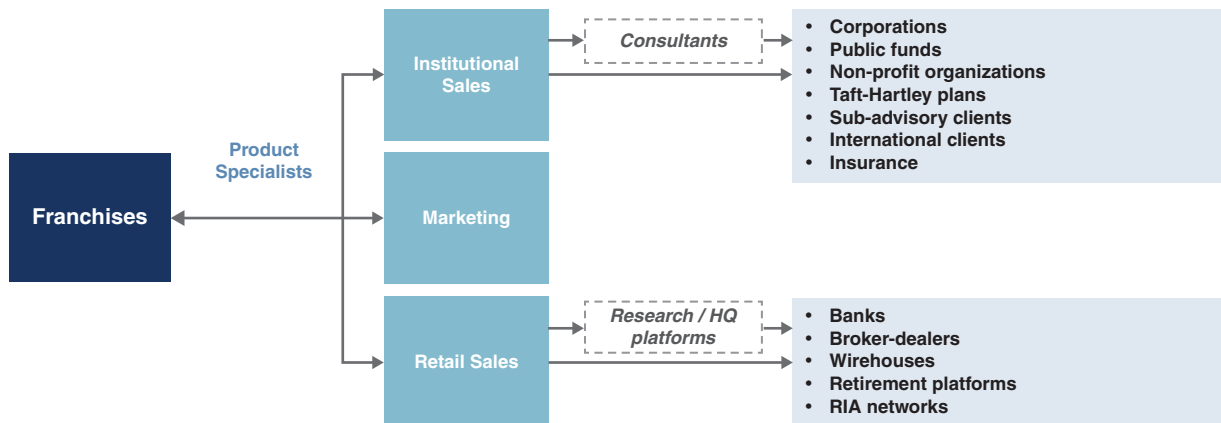 Franchises
Product
Specialists
Institutional
Sales
Marketing
Retail Sales
Consultants
Research / HQ
platforms
• Corporations
• Public funds
• Non-profit organizations
• Taft-Hartley plans
• Sub-advisory clients
• International clients
• Insurance
• Banks
• Broker-dealers
• Wirehouses
• Retirement platforms
• RIA networks